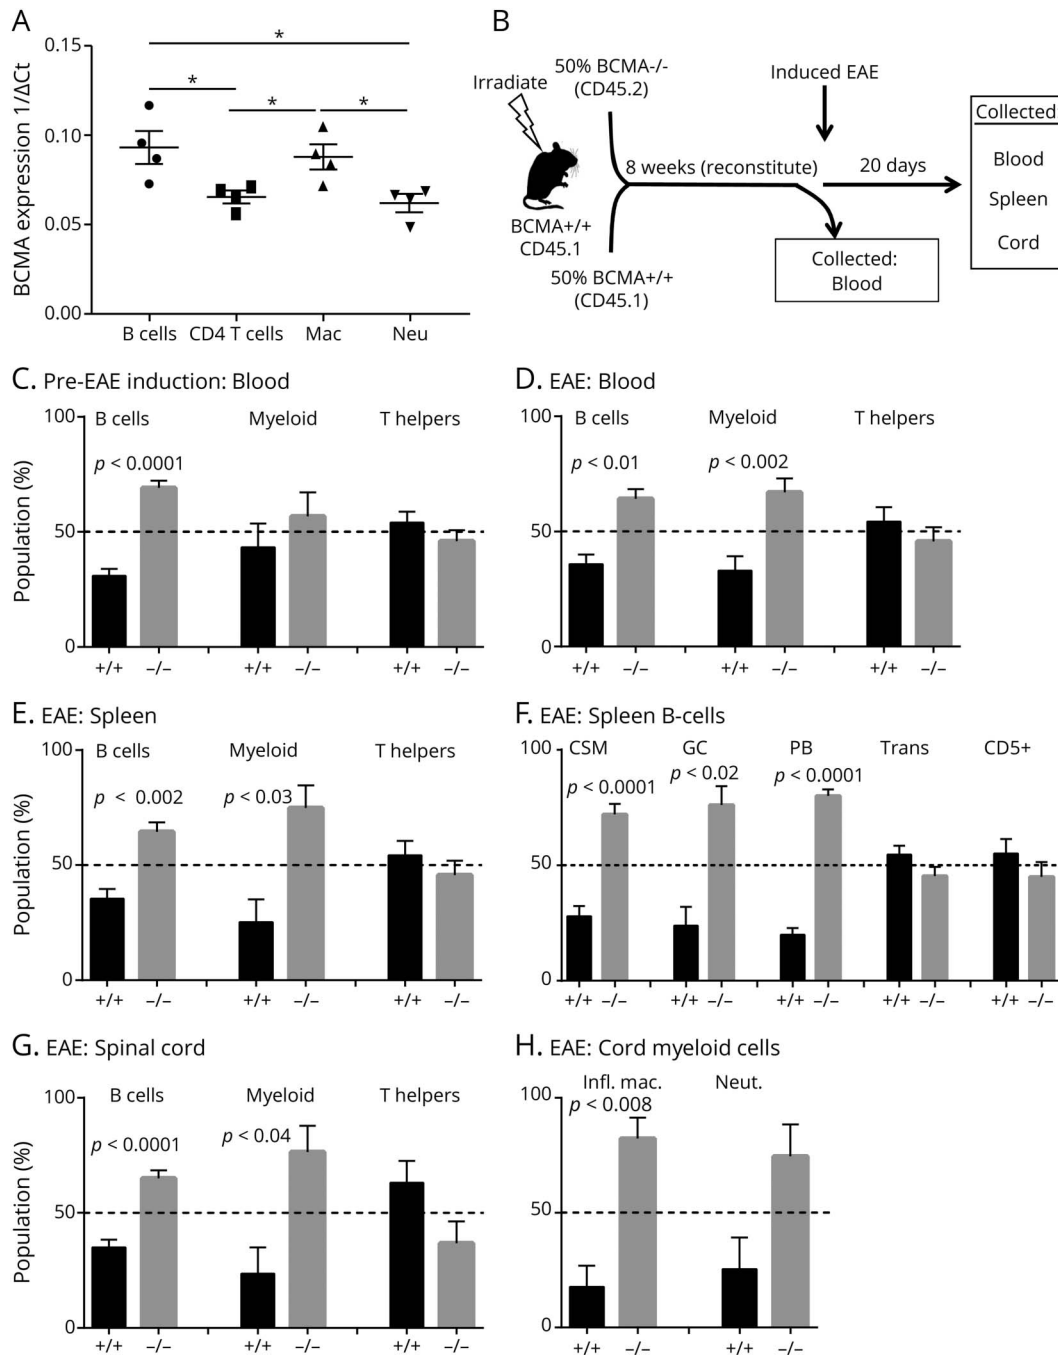 A
BCMA expression 1/ΔCt
0.15
0.10
0.05
0.00
*
*
*
*
B cells
CD4 T cells
Mac
Neu
B
Irradiate
50% BCMA-/-
(CD45.2)
BCMA+/+
CD45.1
50% BCMA+/+
(CD45.1)
8 weeks (reconstitute)
Induced EAE
20 days
Collected:
Blood
Collected:
Blood
Spleen
Cord
C. Pre-EAE induction: Blood
Population (%)
100
50
0
B cells
Myeloid
T helpers
p < 0.0001
+/+ –/– +/+ –/– +/+ –/–
D. EAE: Blood
100
50
0
B cells
Myeloid
T helpers
p < 0.01
p < 0.002
+/+ –/– +/+ –/– +/+ –/–
E. EAE: Spleen
Population (%)
100
50
0
B cells
Myeloid
T helpers
p < 0.002
p < 0.03
+/+ –/– +/+ –/– +/+ –/–
F. EAE: Spleen B-cells
100
50
0
CSM
GC
PB
Trans
CD5+
p < 0.0001
p < 0.02
p < 0.0001
+/+ –/– +/+ –/– +/+ –/– +/+ –/– +/+ –/–
G. EAE: Spinal cord
Population (%)
100
50
0
B cells
Myeloid
T helpers
p < 0.0001
p < 0.04
+/+ –/– +/+ –/– +/+ –/–
H. EAE: Cord myeloid cells
100
50
0
Infl. mac.
Neut.
p < 0.008
+/+ –/– +/+ –/–